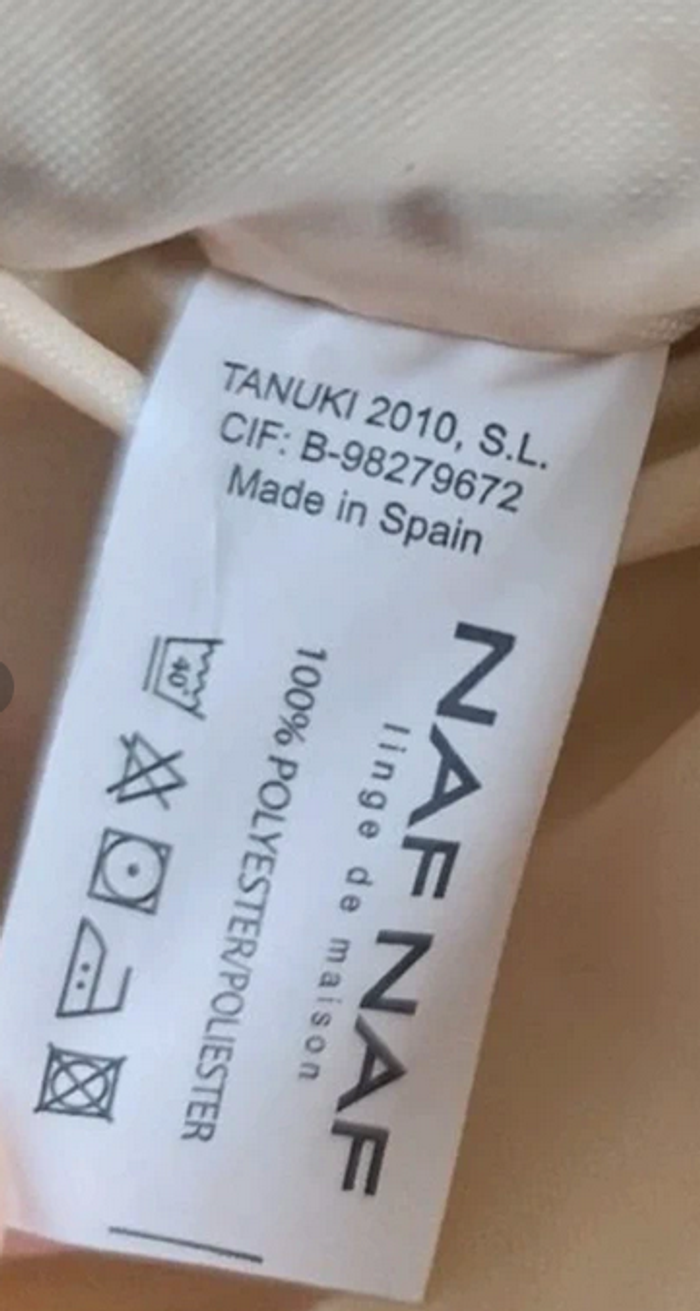 TANUKI 2010, S.L.
CIF: B-98279672
Made in Spain
NAF NAF
linge de maison
100% POLYESTER/POLIESTER
40°